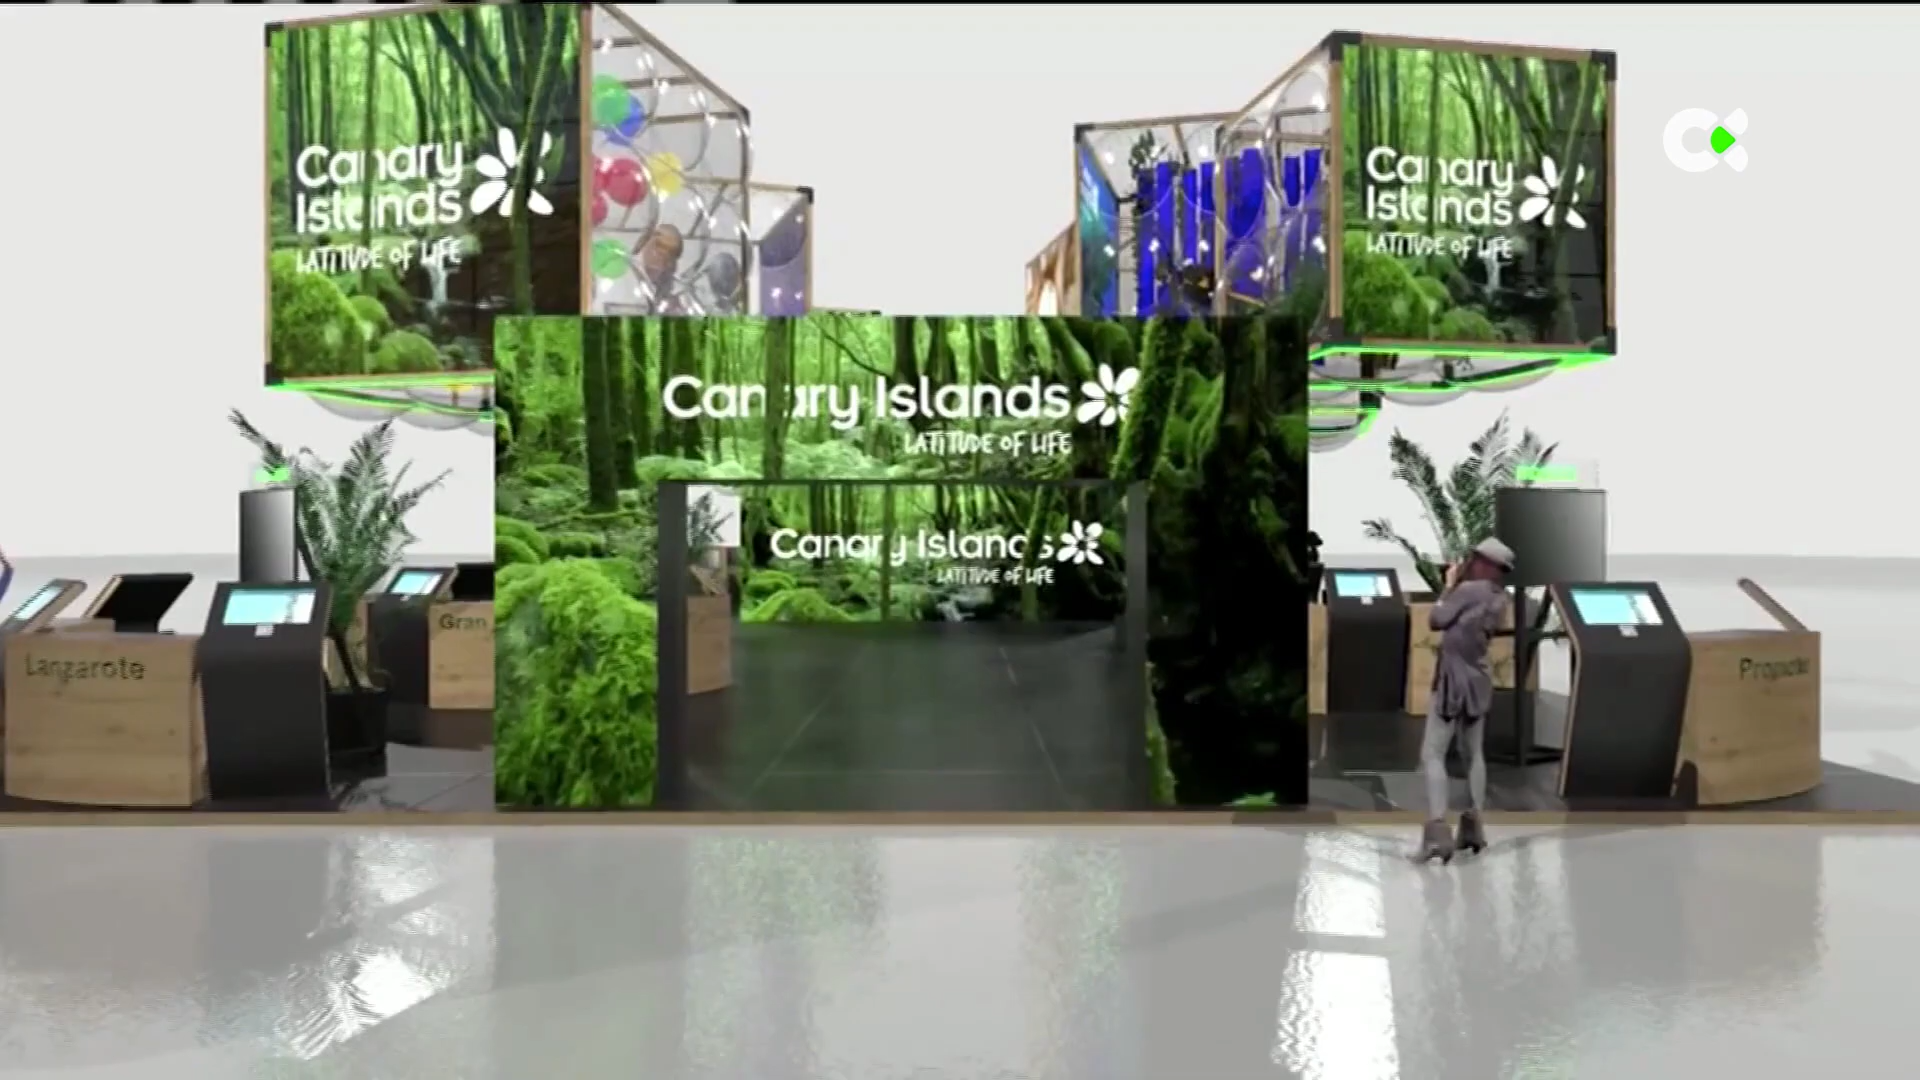 Canary
Islands
LATITUDE OF LIFE
Canary
Islands
LATITUDE OF LIFE
Canary Islands
LATITUDE OF LIFE
Canary Islands
LATITUDE OF LIFE
Gran
Lanzarote